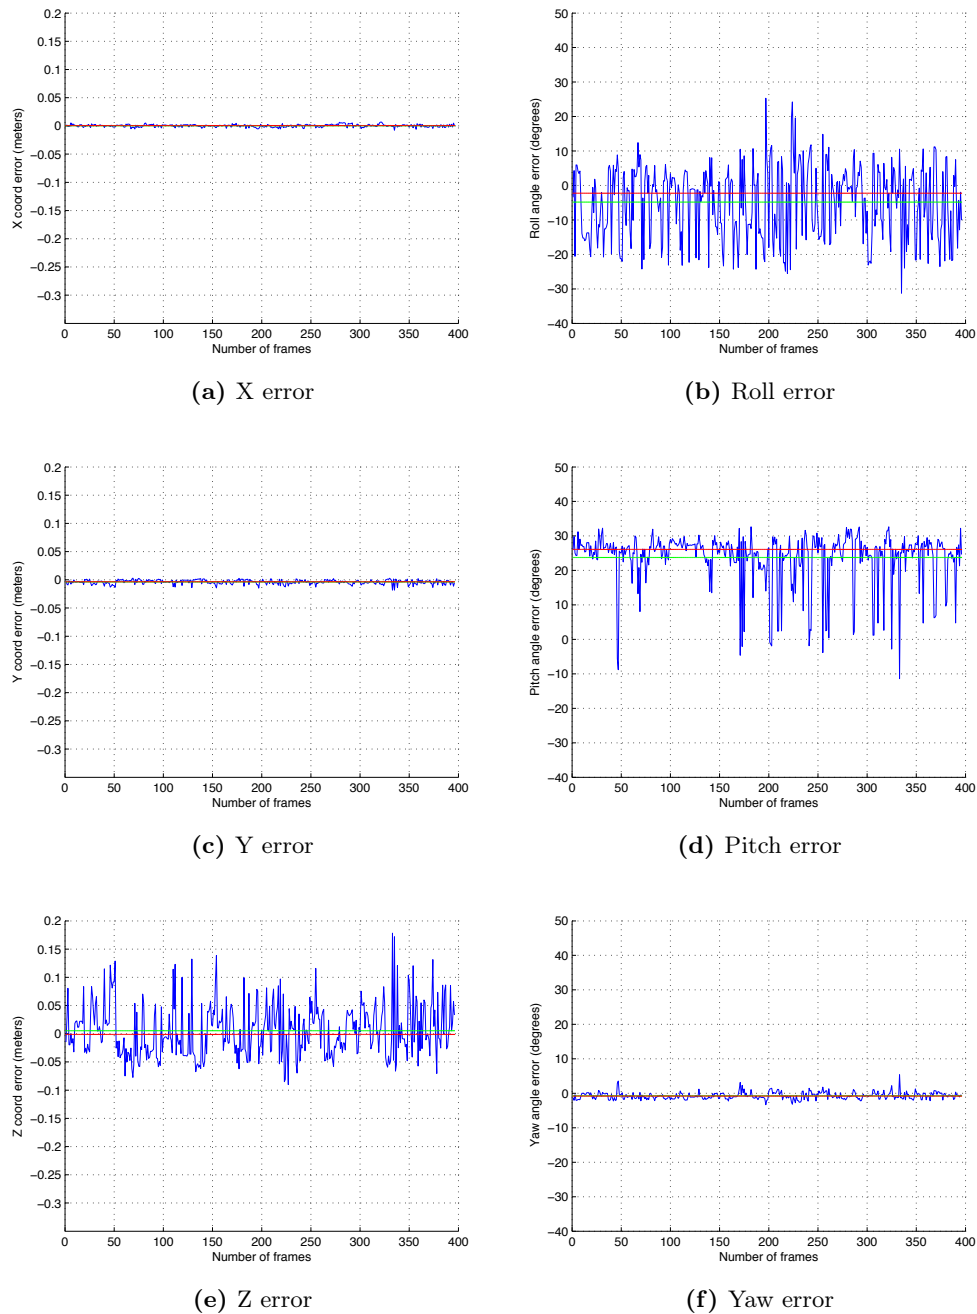 0.2
0.15
0.1
0.05
0
−0.05
−0.1
−0.15
−0.2
−0.25
−0.3
X coord error (meters)
0 50 100 150 200 250 300 350 400
Number of frames
(a) X error
50
40
30
20
10
0
−10
−20
−30
−40
Roll angle error (degrees)
0 50 100 150 200 250 300 350 400
Number of frames
(b) Roll error
0.2
0.15
0.1
0.05
0
−0.05
−0.1
−0.15
−0.2
−0.25
−0.3
Y coord error (meters)
0 50 100 150 200 250 300 350 400
Number of frames
(c) Y error
50
40
30
20
10
0
−10
−20
−30
−40
Pitch angle error (degrees)
0 50 100 150 200 250 300 350 400
Number of frames
(d) Pitch error
0.2
0.15
0.1
0.05
0
−0.05
−0.1
−0.15
−0.2
−0.25
−0.3
Z coord error (meters)
0 50 100 150 200 250 300 350 400
Number of frames
(e) Z error
50
40
30
20
10
0
−10
−20
−30
−40
Yaw angle error (degrees)
0 50 100 150 200 250 300 350 400
Number of frames
(f) Yaw error